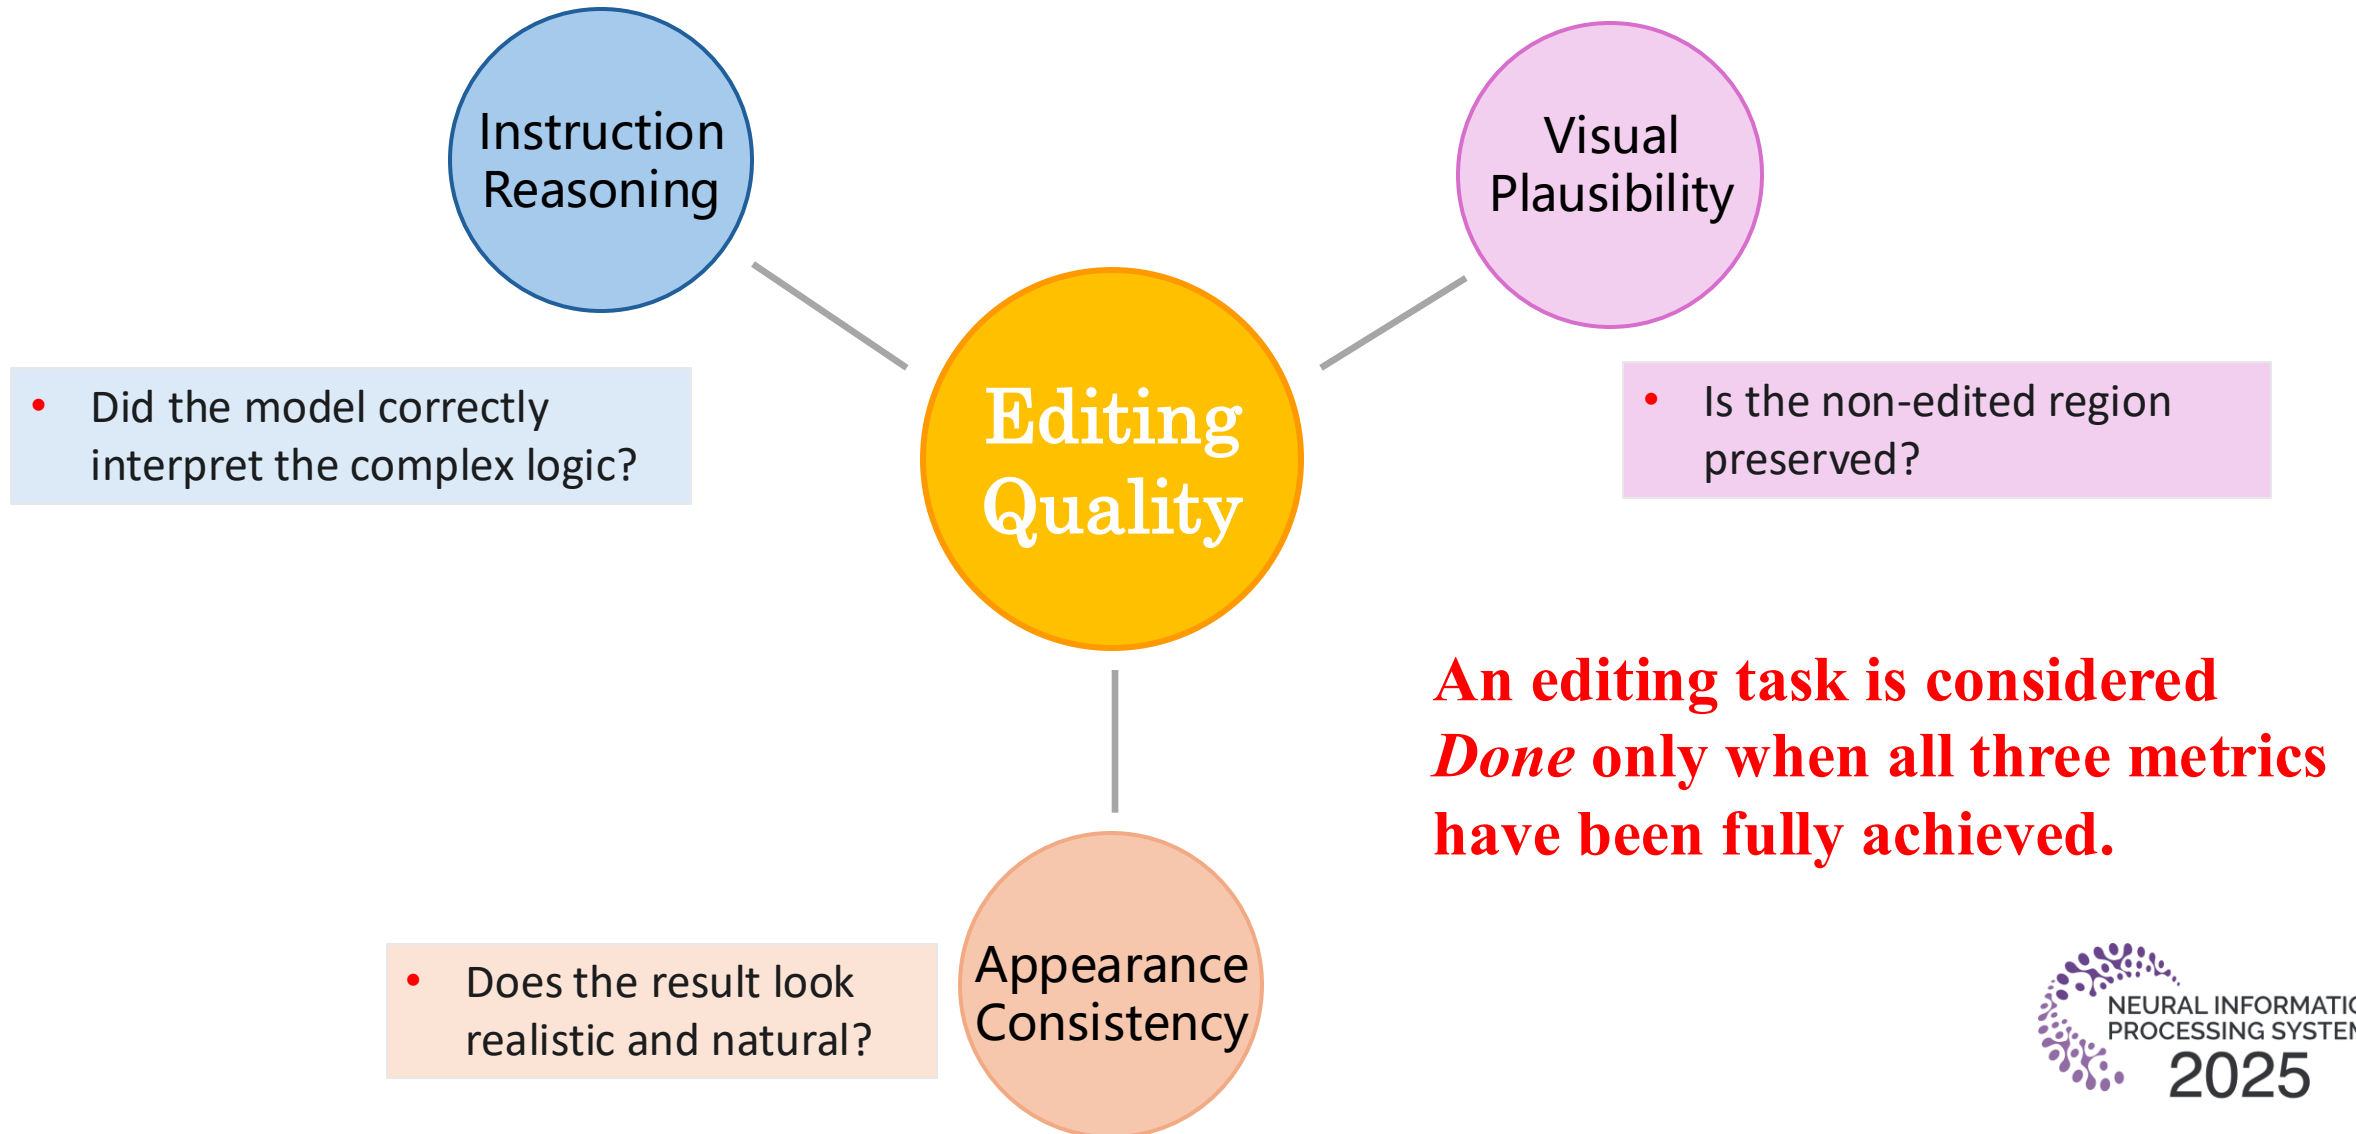 Instruction
Reasoning
Visual
Plausibility
• Did the model correctly
interpret the complex logic?
Editing
Quality
• Is the non-edited region
preserved?
An editing task is considered
Done only when all three metrics
have been fully achieved.
Appearance
Consistency
• Does the result look
realistic and natural?
NEURAL INFORMATIO
PROCESSING SYSTEM
2025